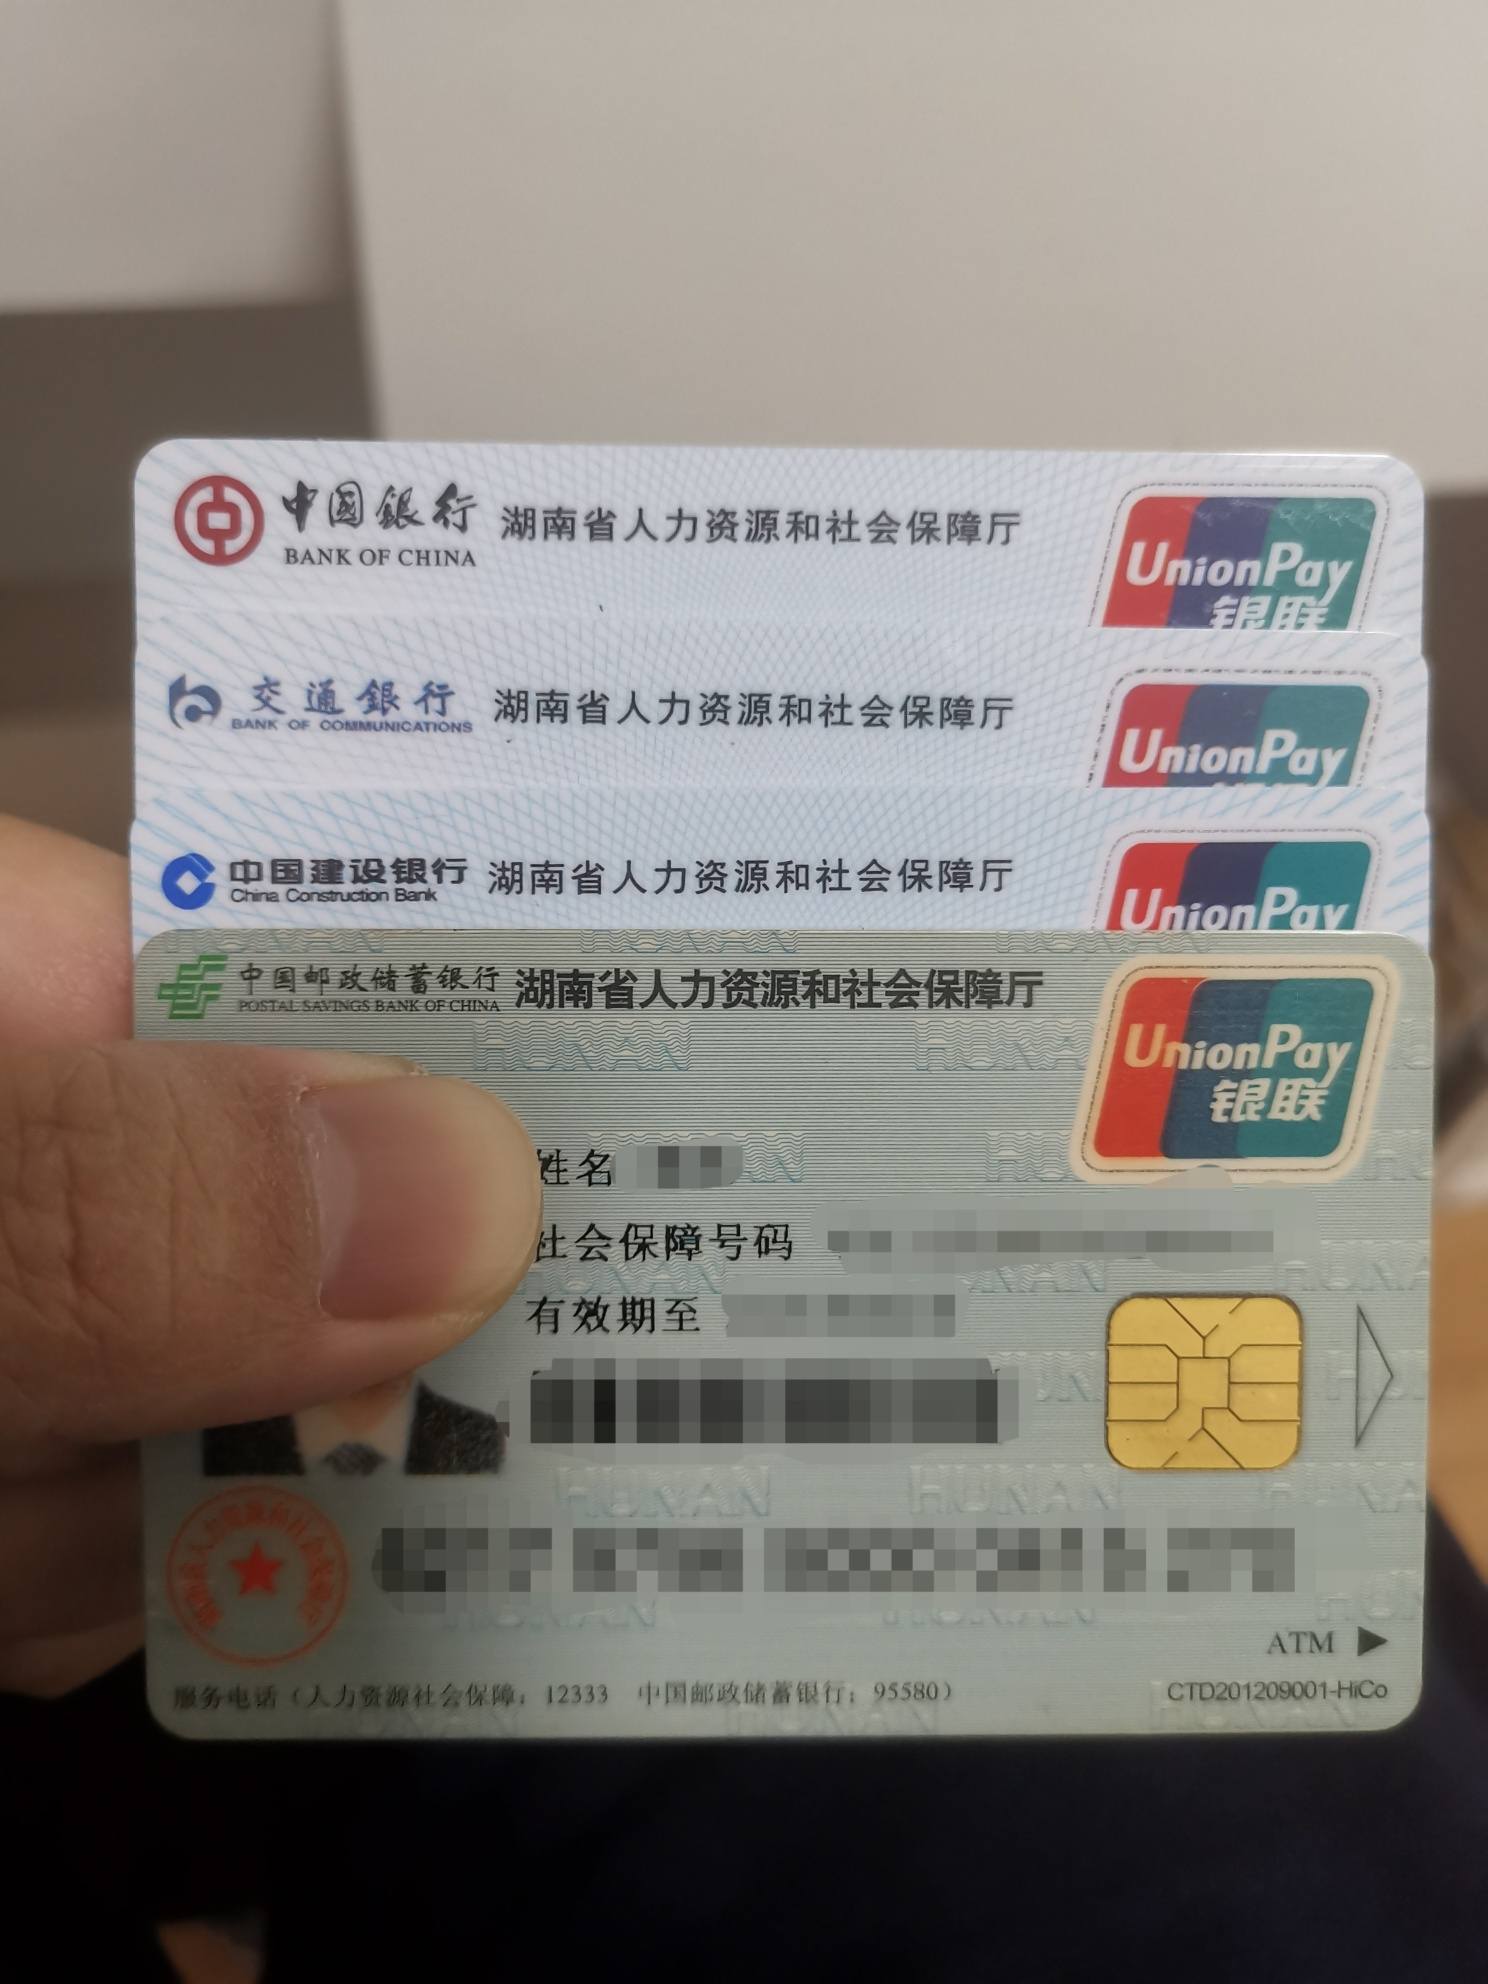 中国銀行 湖南省人力资源和社会保障厅
BANK OF CHINA
UnionPay
银联
交通銀行 湖南省人力资源和社会保障厅
BANK OF COMMUNICATIONS
UnionPay
中国建设银行 湖南省人力资源和社会保障厅
China Construction Bank
UnionPay
中国邮政储蓄银行 湖南省人力资源和社会保障厅
POSTAL SAVINGS BANK OF CHINA
UnionPay
银联
姓名
社会保障号码
有效期至
ATM
服务电话（人力资源社会保障：12333 中国邮政储蓄银行：95580）
CTD201209001-HiCo